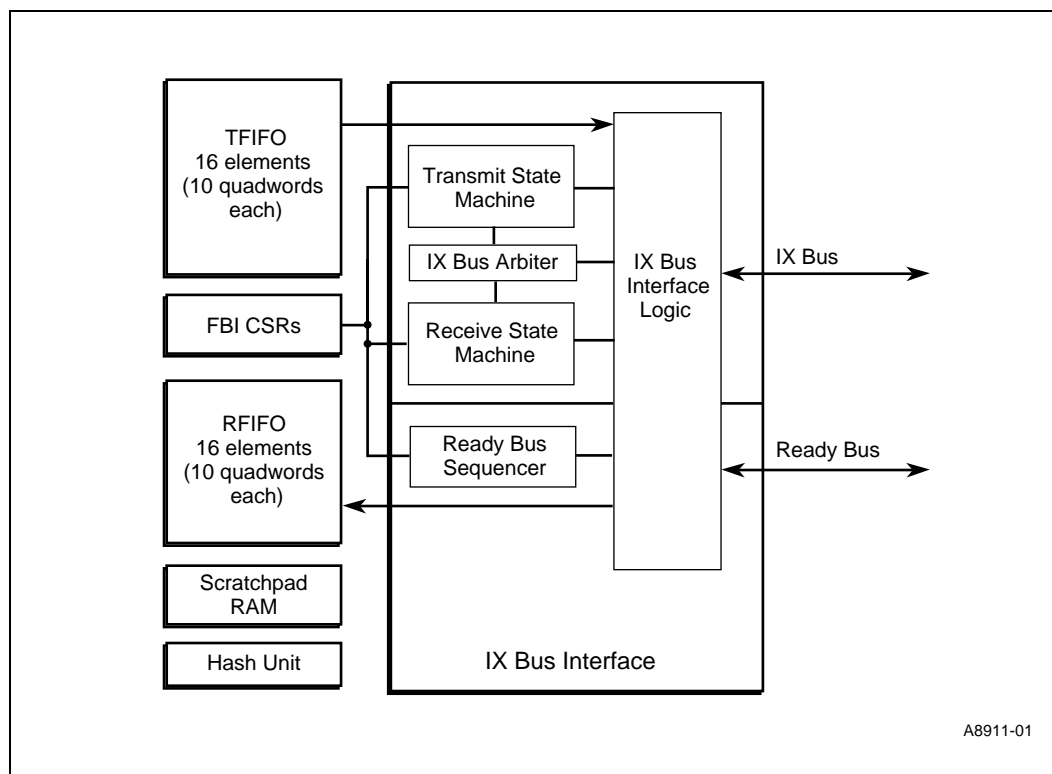 TFIFO
16 elements
(10 quadwords
each)
Transmit State
Machine
IX Bus Arbiter
IX Bus
Interface
Logic
IX Bus
FBI CSRs
Receive State
Machine
RFIFO
16 elements
(10 quadwords
each)
Ready Bus
Sequencer
Ready Bus
Scratchpad
RAM
Hash Unit
IX Bus Interface
A8911-01